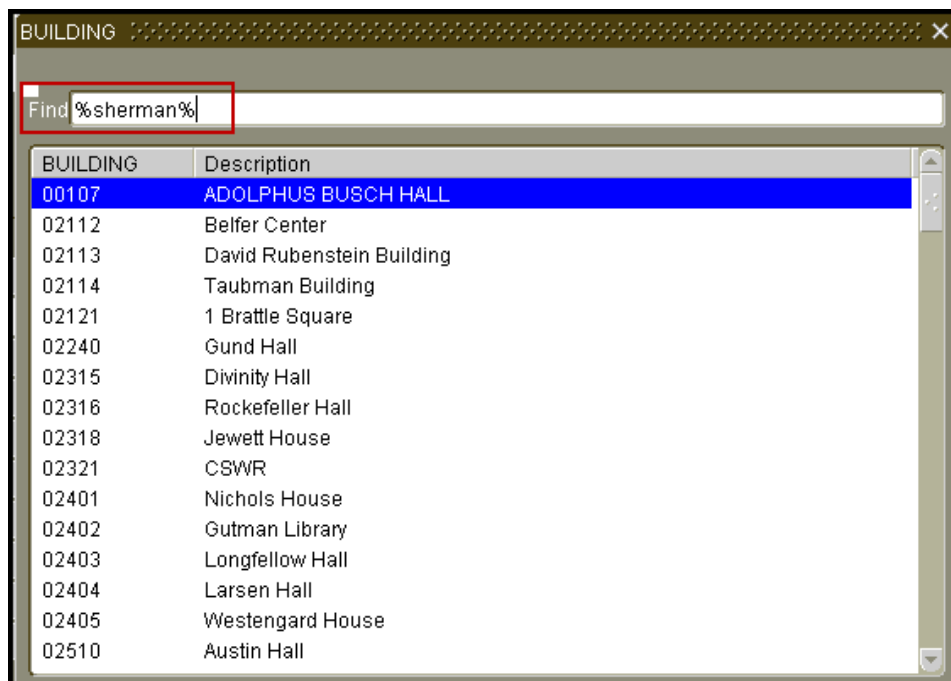 BUILDING
Find %sherman%
BUILDING Description
00107 ADOLPHUS BUSCH HALL
02112 Belfer Center
02113 David Rubenstein Building
02114 Taubman Building
02121 1 Brattle Square
02240 Gund Hall
02315 Divinity Hall
02316 Rockefeller Hall
02318 Jewett House
02321 CSWR
02401 Nichols House
02402 Gutman Library
02403 Longfellow Hall
02404 Larsen Hall
02405 Westengard House
02510 Austin Hall